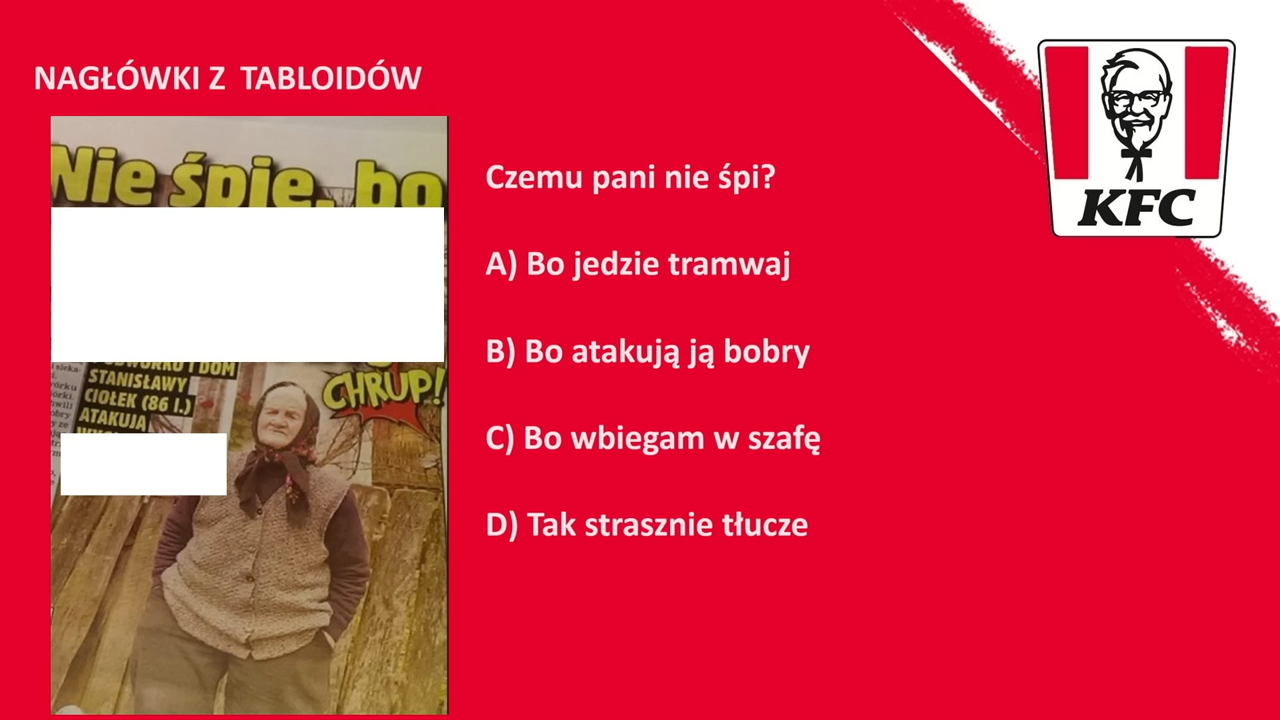 NAGŁÓWKI Z TABLOIDÓW
Nie śpię, bo
STANISŁAWY
CIOŁEK (86 l.)
ATAKUJĄ
CHRUP!
Czemu pani nie śpi?
A) Bo jedzie tramwaj
B) Bo atakują ją bobry
C) Bo wbiegam w szafę
D) Tak strasznie tłucze
KFC